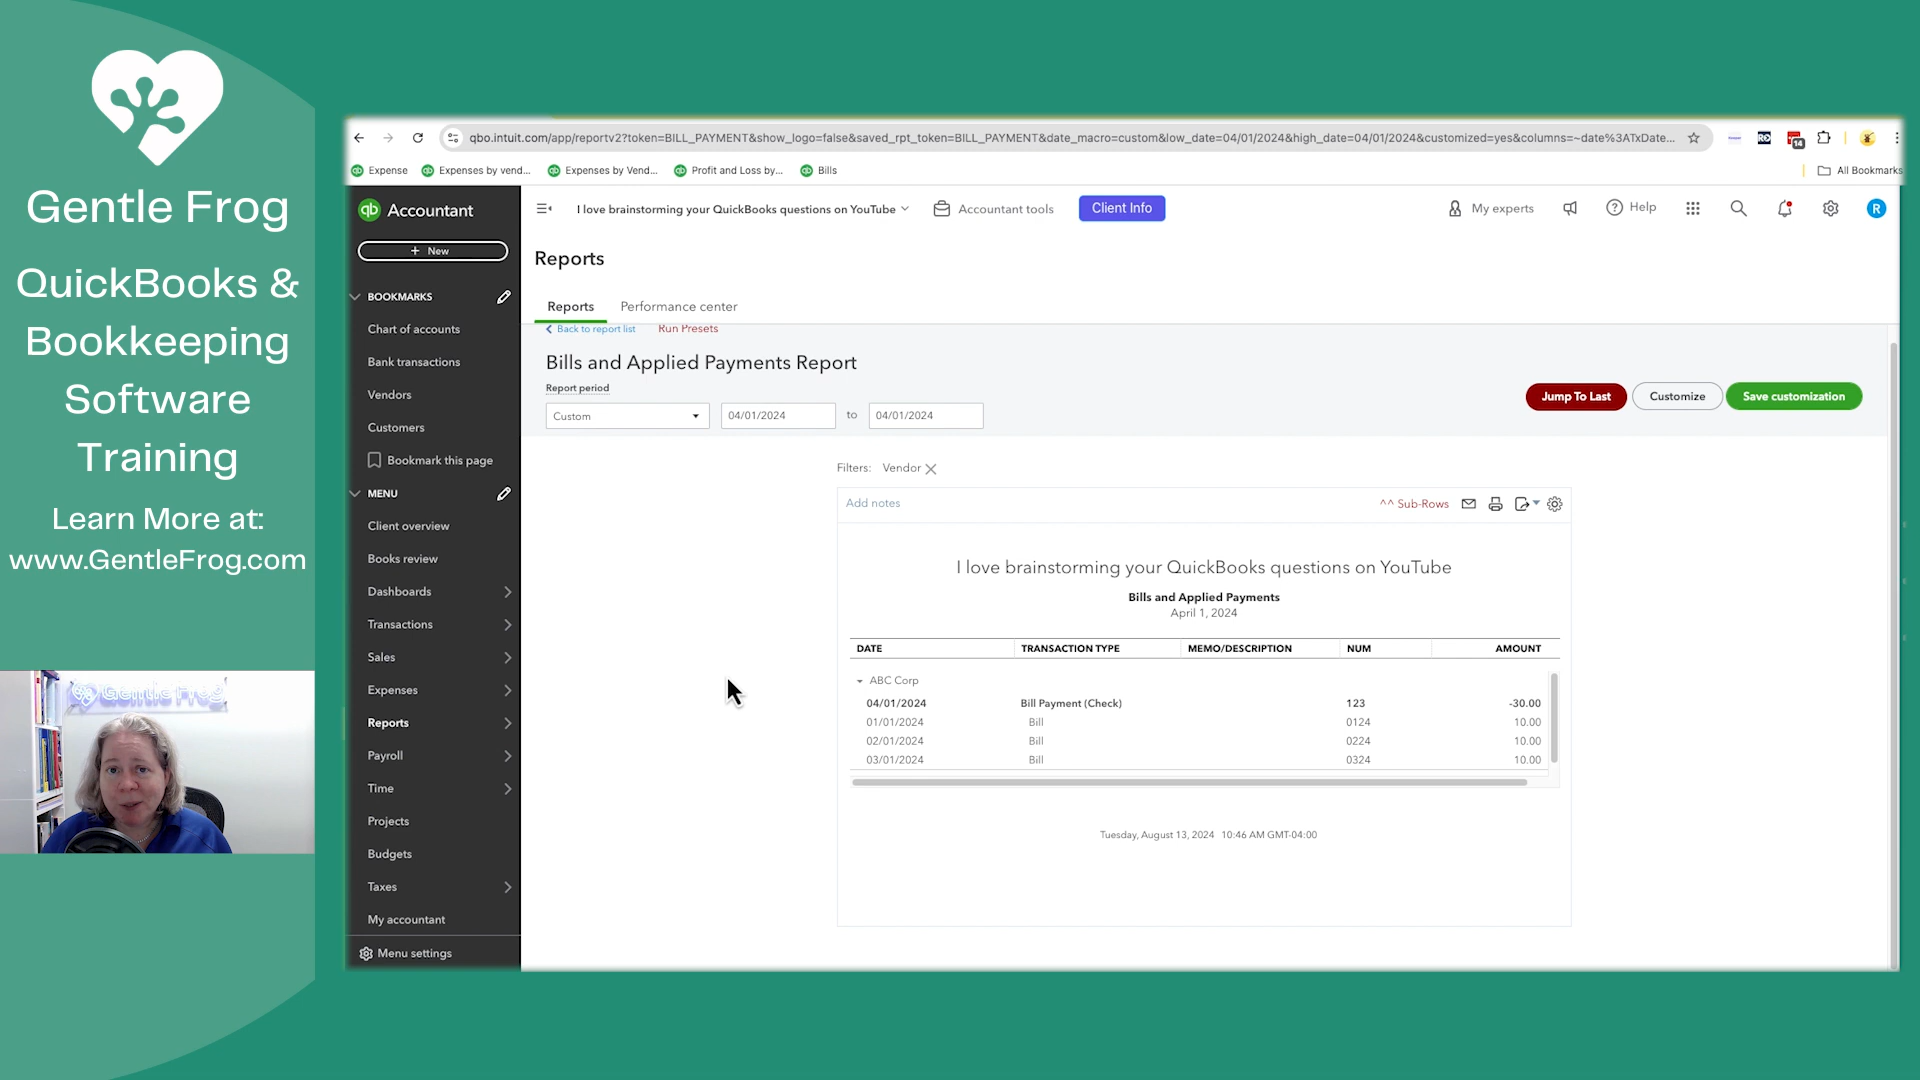 Gentle Frog
QuickBooks &
Bookkeeping
Software
Training
Learn More at:
www.GentleFrog.com
Gentle Frog
qbo.intuit.com/app/reportv2?token=BILL_PAYMENT&show_logo=false&saved_rpt_token=BILL_PAYMENT&date_macro=custom&low_date=04/01/2024&high_date=04/01/2024&customized=yes&columns=~date%3ATxDate...
14
Expense
Expenses by vend...
Expenses by Vend...
Profit and Loss by...
Bills
All Bookmarks
qb Accountant
+ New
BOOKMARKS
Chart of accounts
Bank transactions
Vendors
Customers
Bookmark this page
MENU
Client overview
Books review
Dashboards
Transactions
Sales
Expenses
Reports
Payroll
Time
Projects
Budgets
Taxes
My accountant
Menu settings
I love brainstorming your QuickBooks questions on YouTube
Accountant tools
Client Info
My experts
Help
R
Reports
Reports Performance center
Back to report list Run Presets
Bills and Applied Payments Report
Report period
Custom 04/01/2024 to 04/01/2024
Jump To Last Customize Save customization
Filters: Vendor
Add notes ^^ Sub-Rows
I love brainstorming your QuickBooks questions on YouTube
Bills and Applied Payments
April 1, 2024
DATE TRANSACTION TYPE MEMO/DESCRIPTION NUM AMOUNT
ABC Corp
04/01/2024 Bill Payment (Check) 123 -30.00
01/01/2024 Bill 0124 10.00
02/01/2024 Bill 0224 10.00
03/01/2024 Bill 0324 10.00
Tuesday, August 13, 2024 10:46 AM GMT-04:00